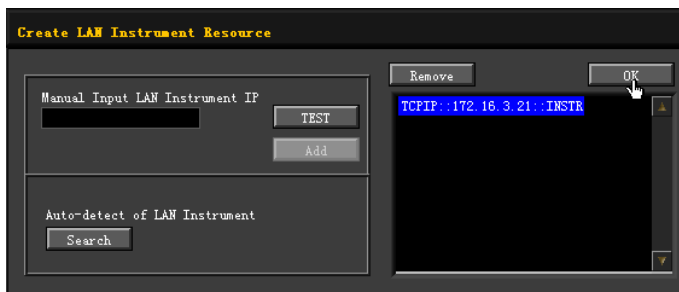 Create LAN Instrument Resource
Manual Input LAN Instrument IP
TEST
Add
Auto-detect of LAN Instrument
Search
Remove
OK
TCPIP::172.16.3.21::INSTR